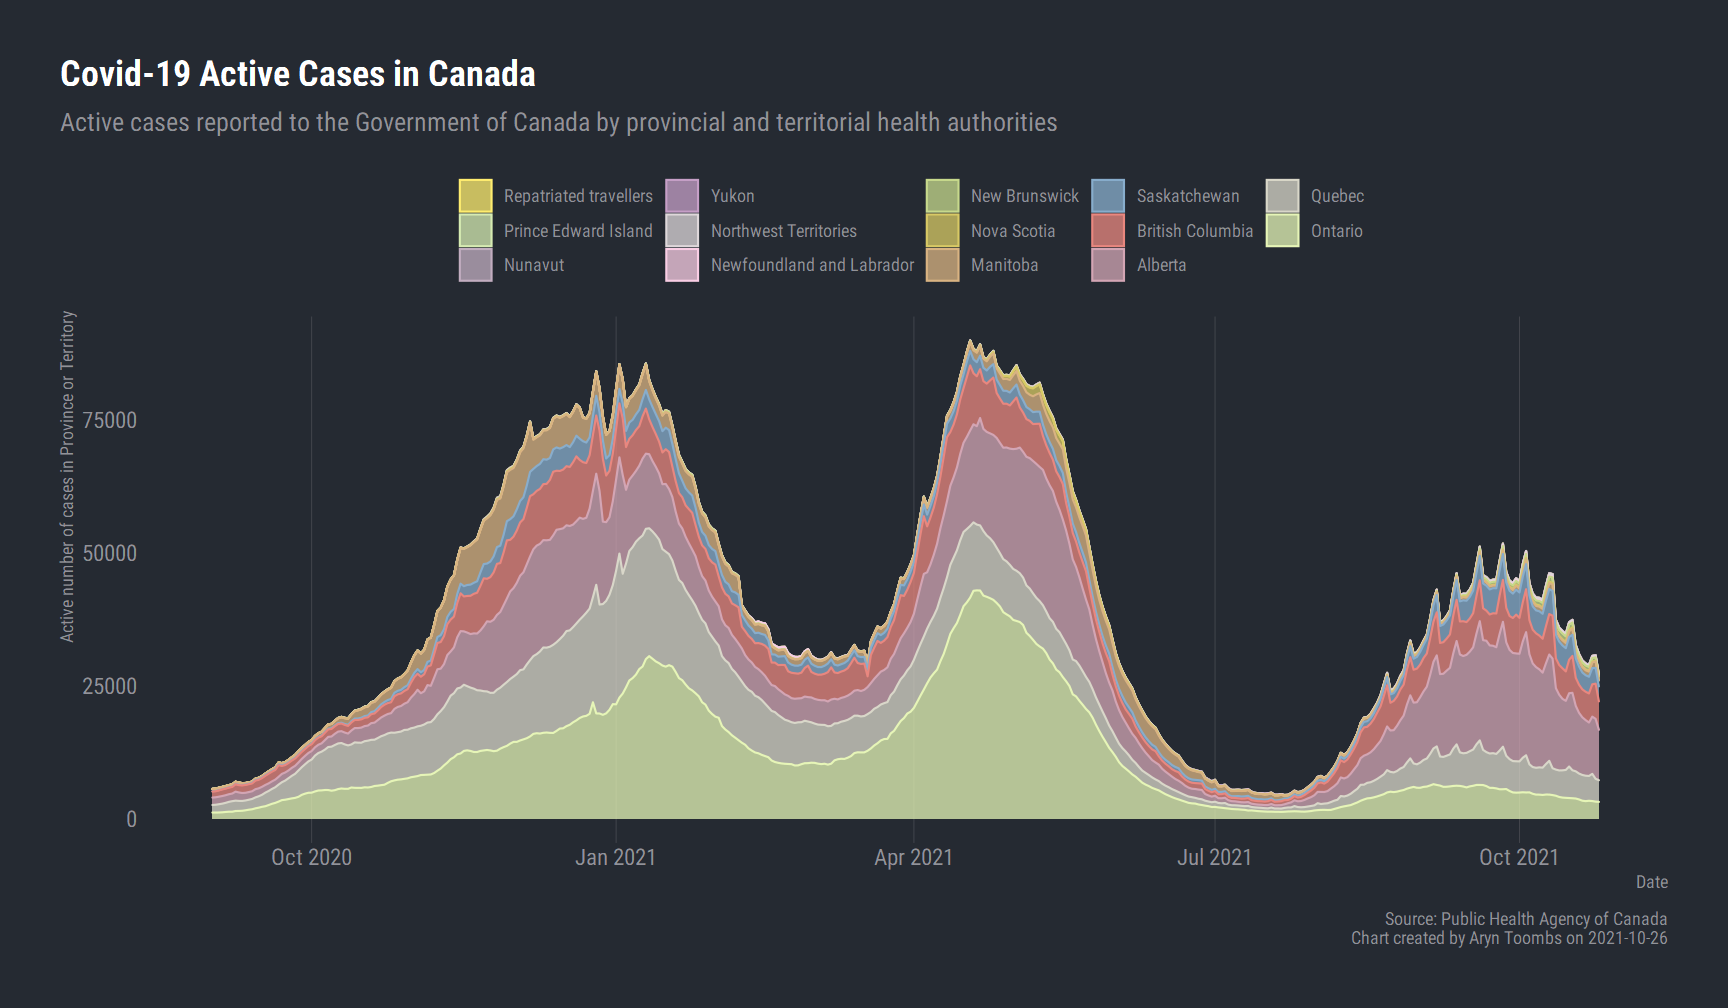 Covid-19 Active Cases in Canada
Active cases reported to the Government of Canada by provincial and territorial health authorities
Repatriated travellers
Yukon
New Brunswick
Saskatchewan
Quebec
Prince Edward Island
Northwest Territories
Nova Scotia
British Columbia
Ontario
Nunavut
Newfoundland and Labrador
Manitoba
Alberta
Active number of cases in Province or Territory
75000
50000
25000
0
Oct 2020
Jan 2021
Apr 2021
Jul 2021
Oct 2021
Date
Source: Public Health Agency of Canada
Chart created by Aryn Toombs on 2021-10-26